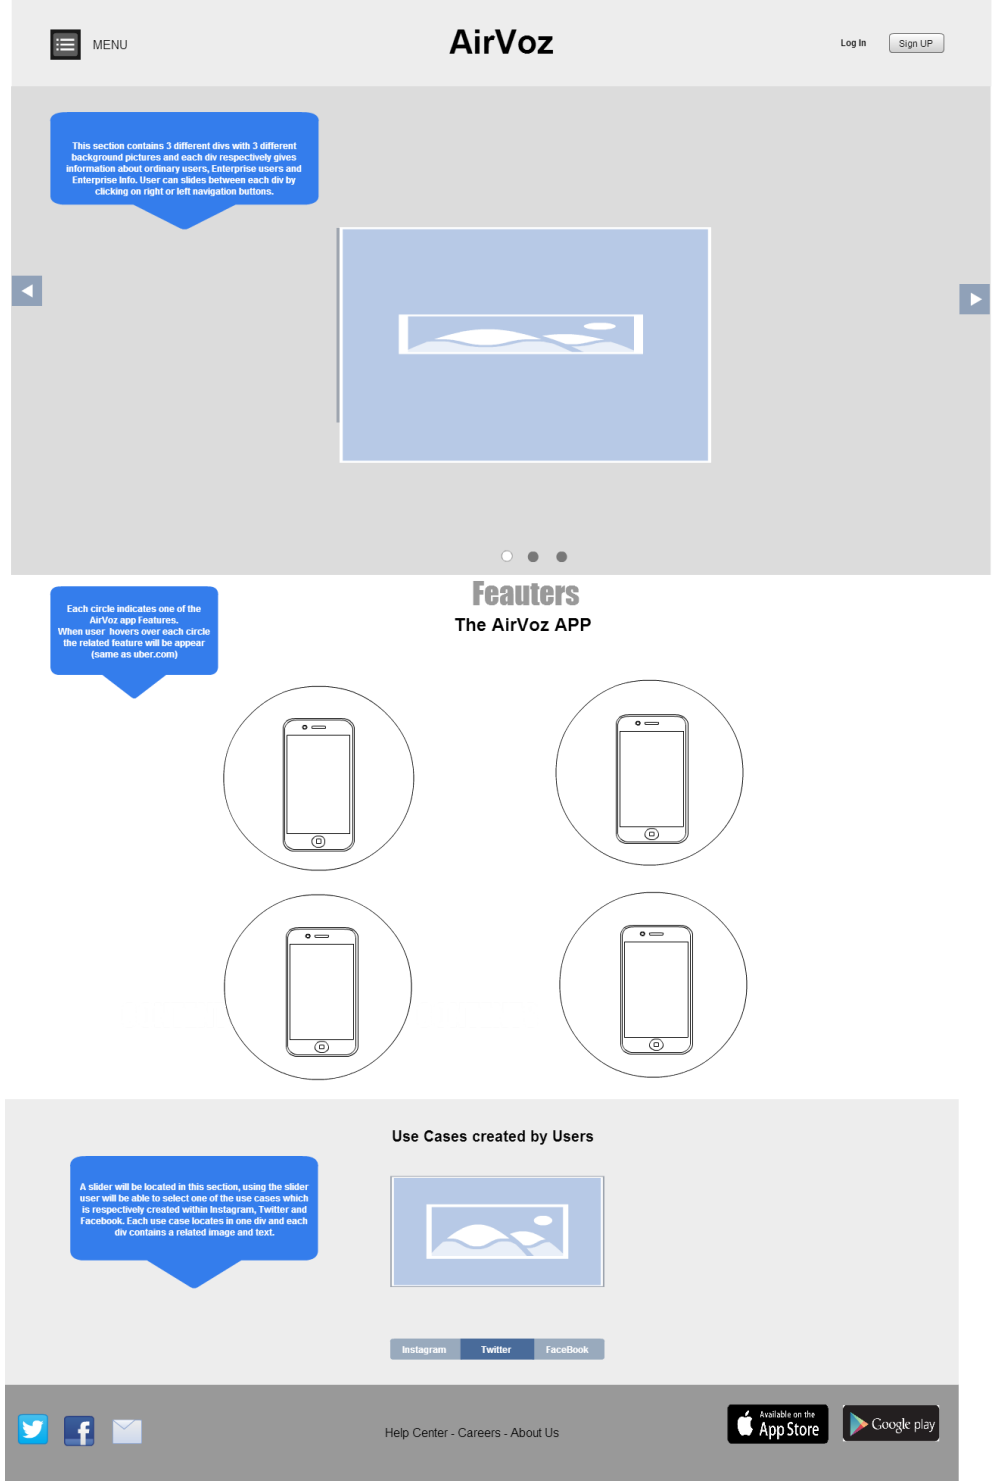 MENU
AirVoz
Log In
Sign UP
This section contains 3 different divs with 3 different
background pictures and each div respectively gives
information about ordinary users, Enterprise users and
Enterprise Info. User can slides between each div by
clicking on right or left navigation buttons.
Feauters
The AirVoz APP
Each circle indicates one of the
AirVoz app Features.
When user hovers over each circle
the related feature will be appear
(same as uber.com)
Use Cases created by Users
A slider will be located in this section, using the slider
user will be able to select one of the use cases which
is respectively created within Instagram, Twitter and
Facebook. Each use case locates in one div and each
div contains a related image and text.
Instagram
Twitter
FaceBook
Help Center - Careers - About Us
Available on the
App Store
Google play